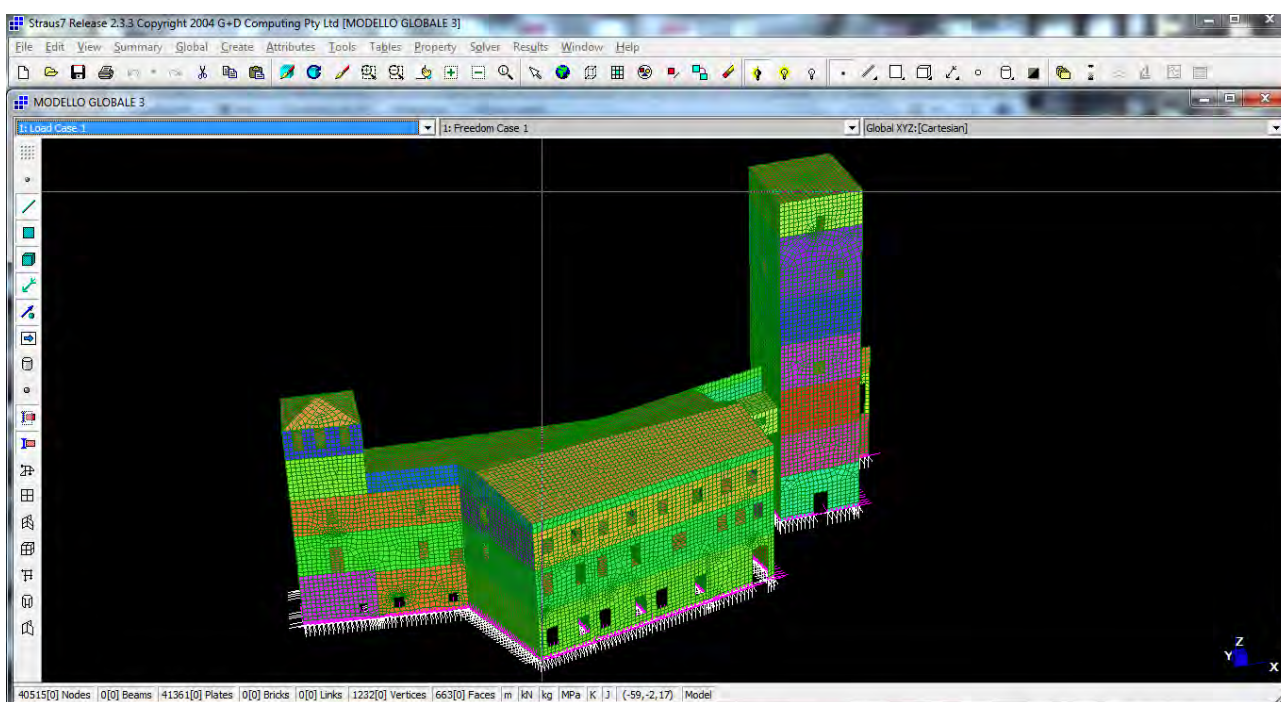 Straus7 Release 2.3.3 Copyright 2004 G+D Computing Pty Ltd [MODELLO GLOBALE 3]
File Edit View Summary Global Create Attributes Tools Tables Property Solver Results Window Help
MODELLO GLOBALE 3
1: Load Case 1 1: Freedom Case 1 Global XYZ:[Cartesian]
Z
Y
X
40515[0] Nodes 0[0] Beams 41361[0] Plates 0[0] Bricks 0[0] Links 1232[0] Vertices 663[0] Faces m kN kg MPa K J (-59,-2,17) Model